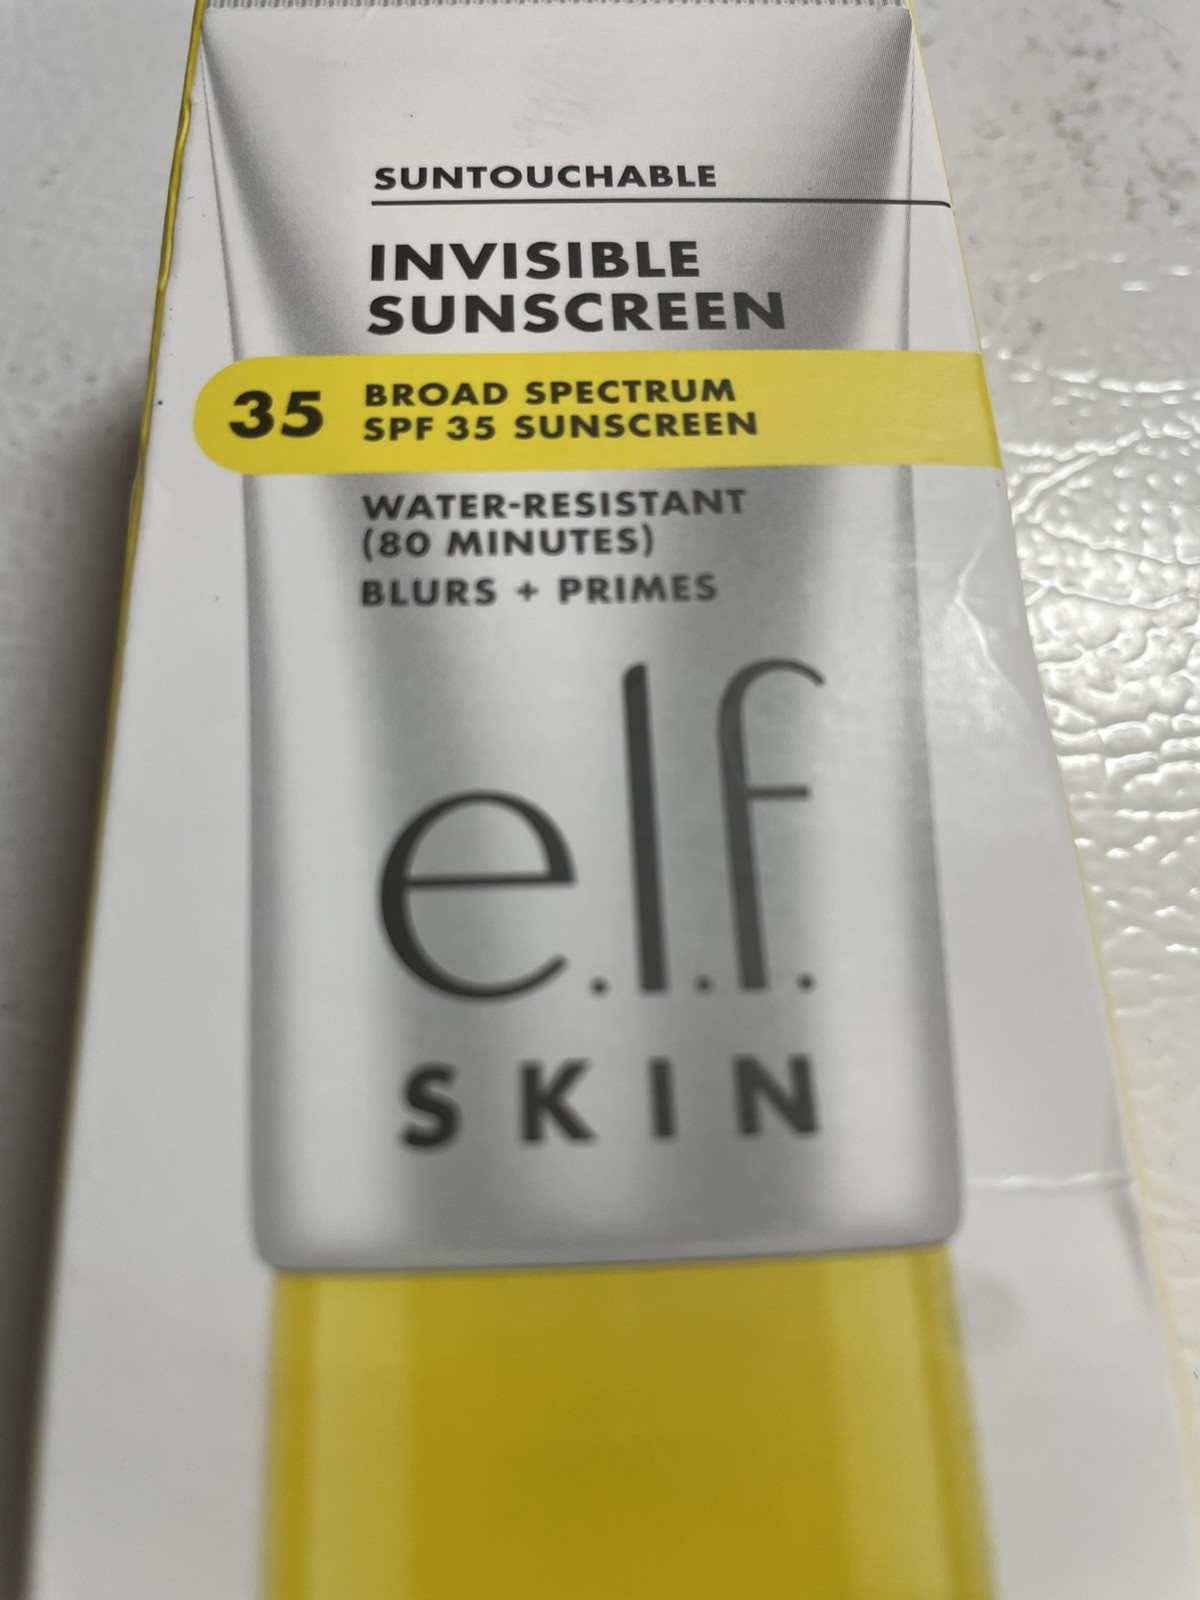 SUNTOUCHABLE
INVISIBLE
SUNSCREEN
35
BROAD SPECTRUM
SPF 35 SUNSCREEN
WATER-RESISTANT
(80 MINUTES)
BLURS + PRIMES
e.l.f.
SKIN